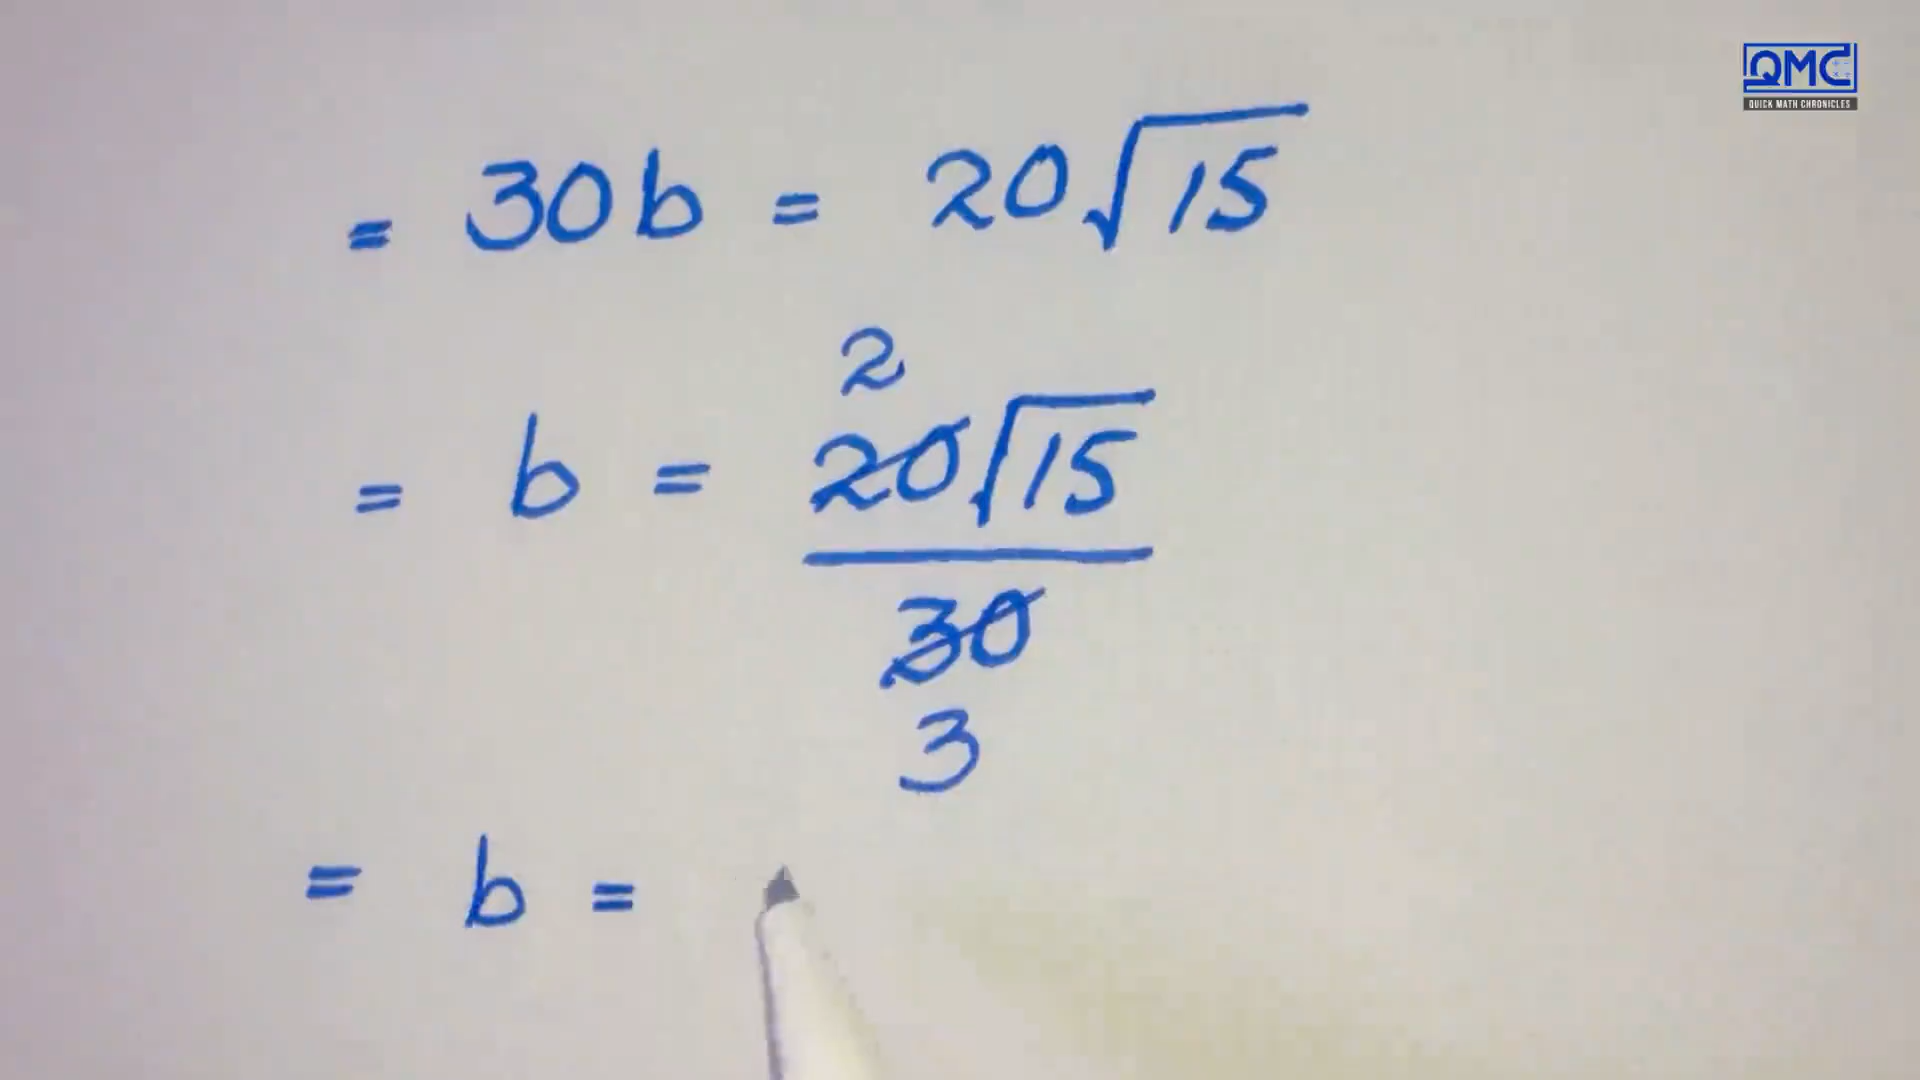 QMC
QUICK MATH CHRONICLES
= 30b = 20√15
2
= b = 20√15
30
3
= b =